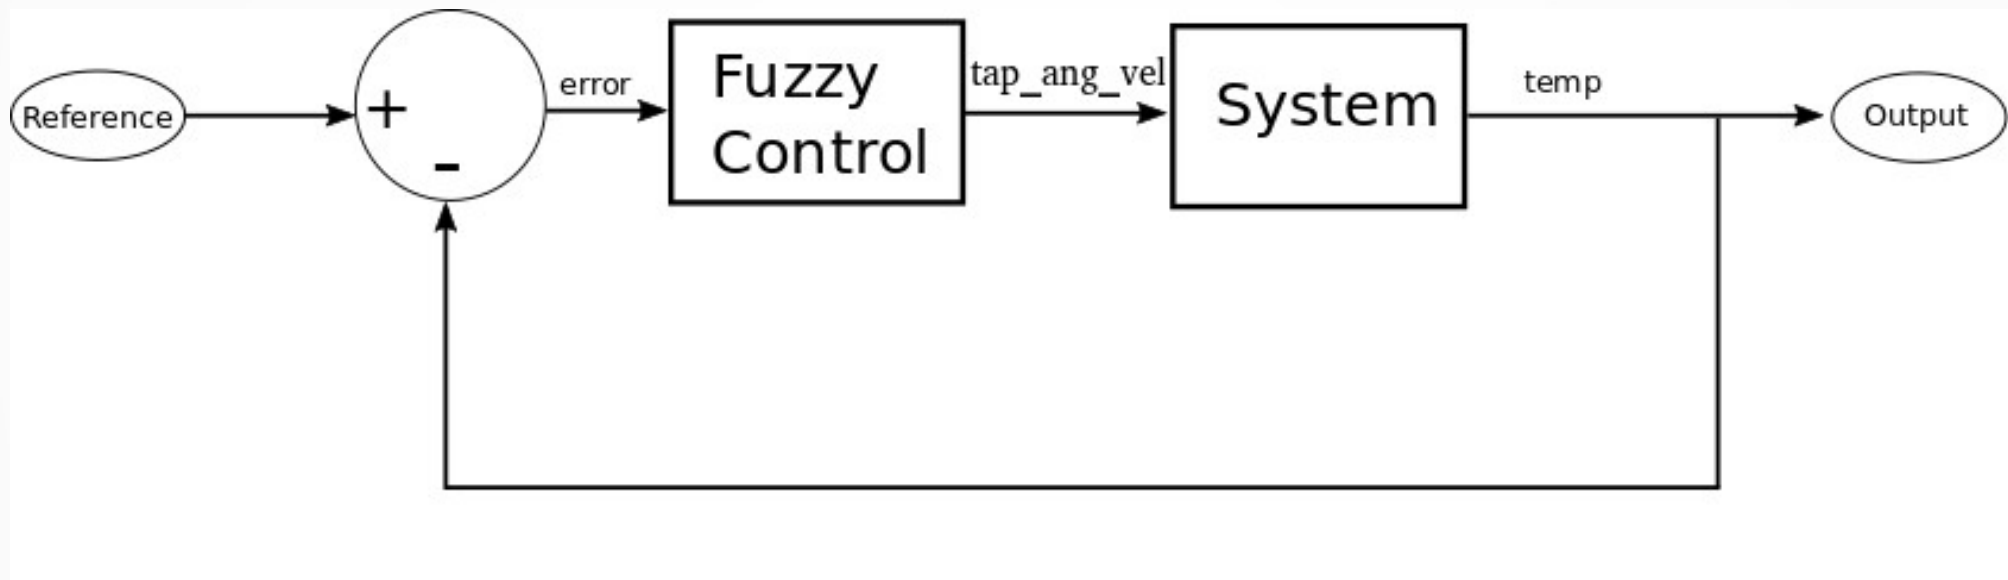 Reference
+
-
error
Fuzzy
Control
tap_ang_vel
System
temp
Output